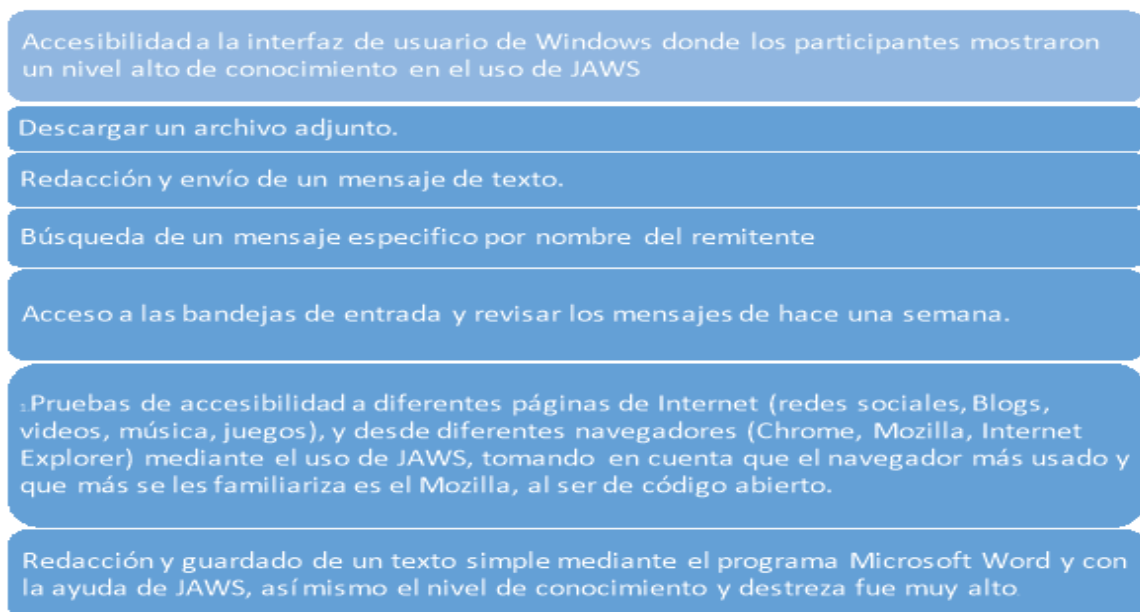 Accesibilidad a la interfaz de usuario de Windows donde los participantes mostraron
un nivel alto de conocimiento en el uso de JAWS
Descargar un archivo adjunto.
Redacción y envío de un mensaje de texto.
Búsqueda de un mensaje especifico por nombre del remitente
Acceso a las bandejas de entrada y revisar los mensajes de hace una semana.
1.Pruebas de accesibilidad a diferentes páginas de Internet (redes sociales, Blogs,
videos, música, juegos), y desde diferentes navegadores (Chrome, Mozilla, Internet
Explorer) mediante el uso de JAWS, tomando en cuenta que el navegador más usado y
que más se les familiariza es el Mozilla, al ser de código abierto.
Redacción y guardado de un texto simple mediante el programa Microsoft Word y con
la ayuda de JAWS, así mismo el nivel de conocimiento y destreza fue muy alto